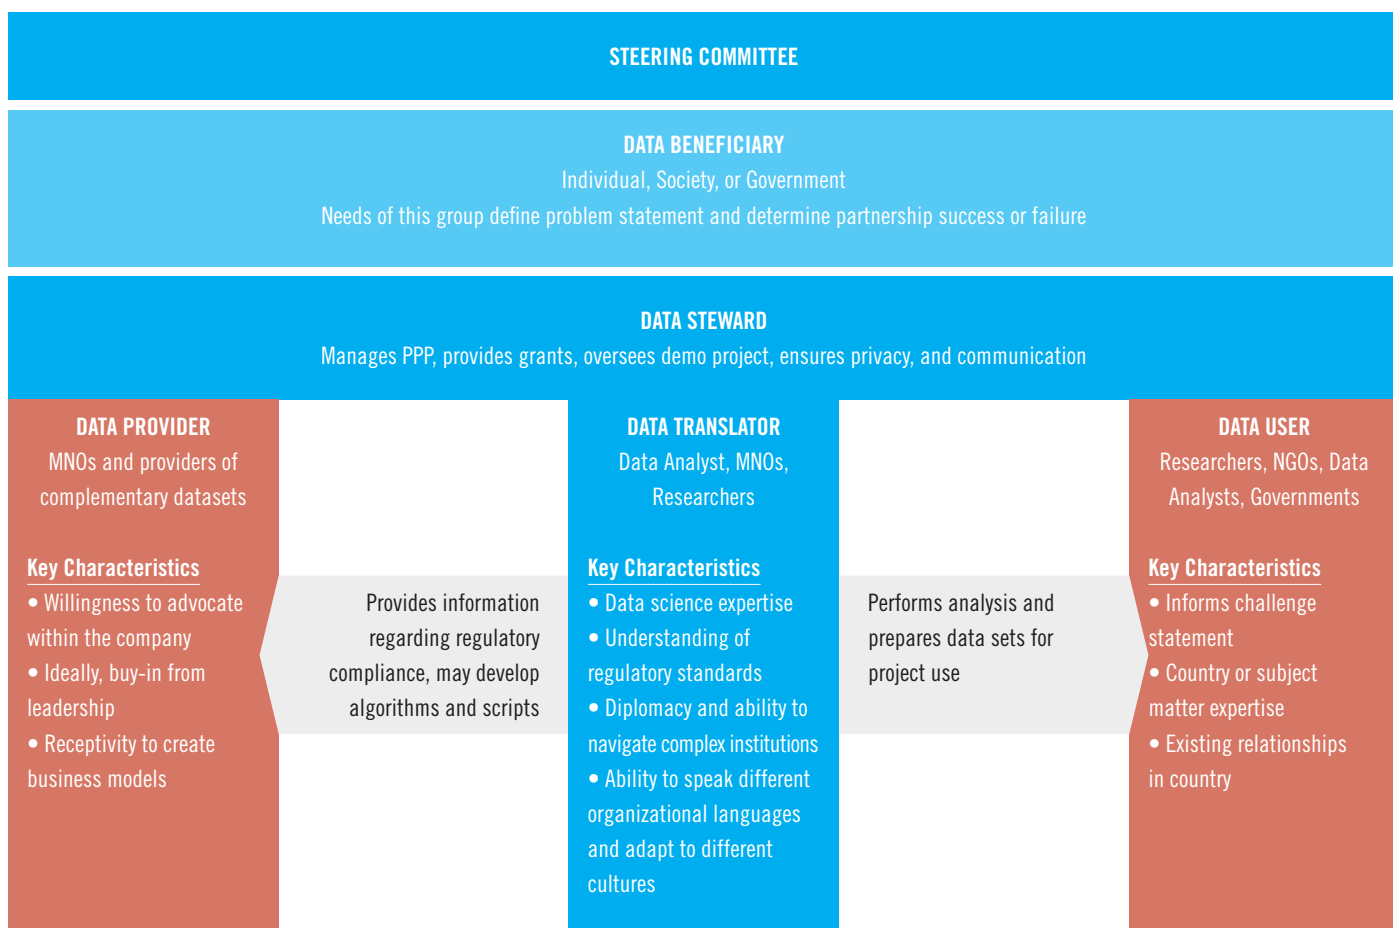 STEERING COMMITTEE
DATA BENEFICIARY
Individual, Society, or Government
Needs of this group define problem statement and determine partnership success or failure
DATA STEWARD
Manages PPP, provides grants, oversees demo project, ensures privacy, and communication
DATA PROVIDER
MNOs and providers of
complementary datasets
Key Characteristics
• Willingness to advocate
within the company
• Ideally, buy-in from
leadership
• Receptivity to create
business models
Provides information
regarding regulatory
compliance, may develop
algorithms and scripts
DATA TRANSLATOR
Data Analyst, MNOs,
Researchers
Key Characteristics
• Data science expertise
• Understanding of
regulatory standards
• Diplomacy and ability to
navigate complex institutions
• Ability to speak different
organizational languages
and adapt to different
cultures
Performs analysis and
prepares data sets for
project use
DATA USER
Researchers, NGOs, Data
Analysts, Governments
Key Characteristics
• Informs challenge
statement
• Country or subject
matter expertise
• Existing relationships
in country